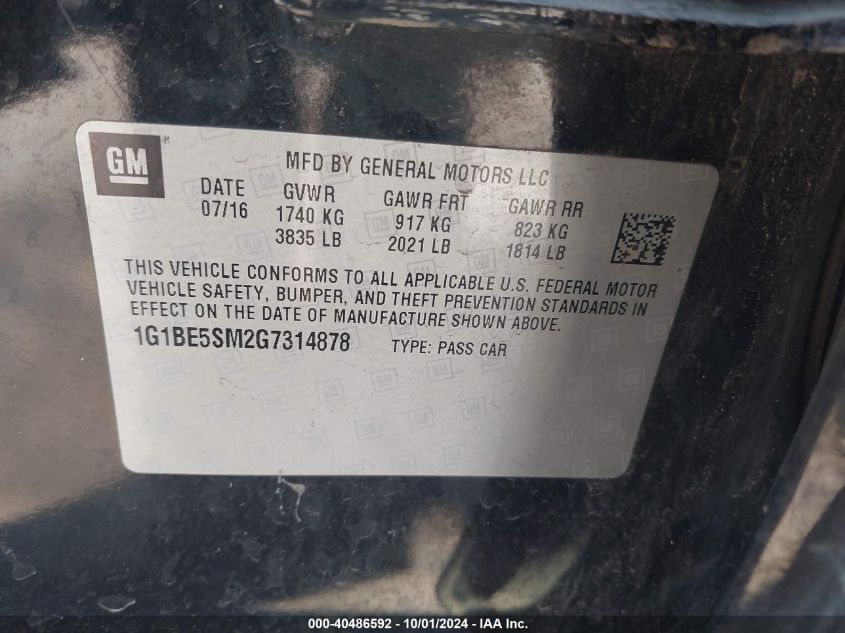 GM
MFD BY GENERAL MOTORS LLC
DATE GVWR GAWR FRT GAWR RR
07/16 1740 KG 917 KG 823 KG
3835 LB 2021 LB 1814 LB
THIS VEHICLE CONFORMS TO ALL APPLICABLE U.S. FEDERAL MOTOR
VEHICLE SAFETY, BUMPER, AND THEFT PREVENTION STANDARDS IN
EFFECT ON THE DATE OF MANUFACTURE SHOWN ABOVE.
1G1BE5SM2G7314878 TYPE: PASS CAR
000-40486592 - 10/01/2024 - IAA Inc.